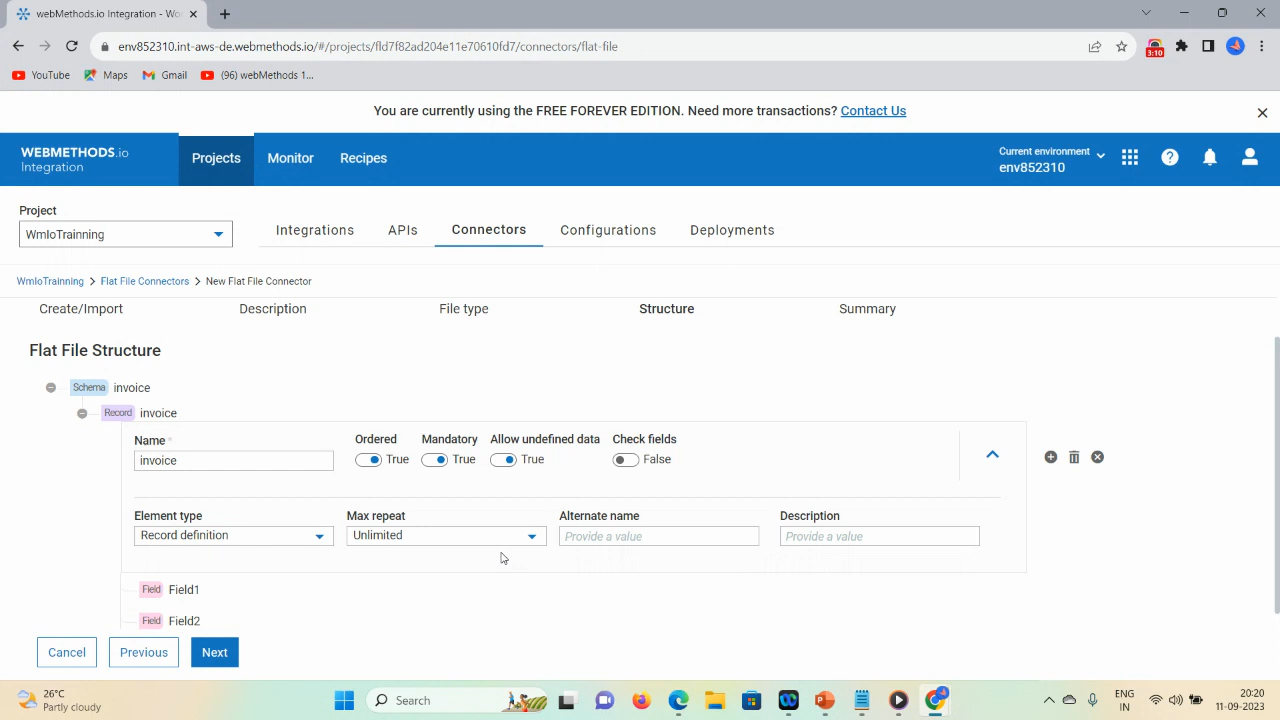 webMethods.io Integration - Wo
env852310.int-aws-de.webmethods.io/#/projects/fld7f82ad204e11e70610fd7/connectors/flat-file
3:10
YouTube
Maps
Gmail
(96) webMethods 1...
You are currently using the FREE FOREVER EDITION. Need more transactions? Contact Us
WEBMETHODS.io
Integration
Projects
Monitor
Recipes
Current environment
env852310
Project
WmIoTrainning
Integrations
APIs
Connectors
Configurations
Deployments
WmIoTrainning > Flat File Connectors > New Flat File Connector
Create/Import
Description
File type
Structure
Summary
Flat File Structure
Schema invoice
Record invoice
Name *
Ordered
Mandatory
Allow undefined data
Check fields
invoice
True
True
True
False
Element type
Max repeat
Alternate name
Description
Record definition
Unlimited
Provide a value
Provide a value
Field Field1
Field Field2
Cancel
Previous
Next
26°C
Partly cloudy
Search
ENG
IN
20:20
11-09-2023